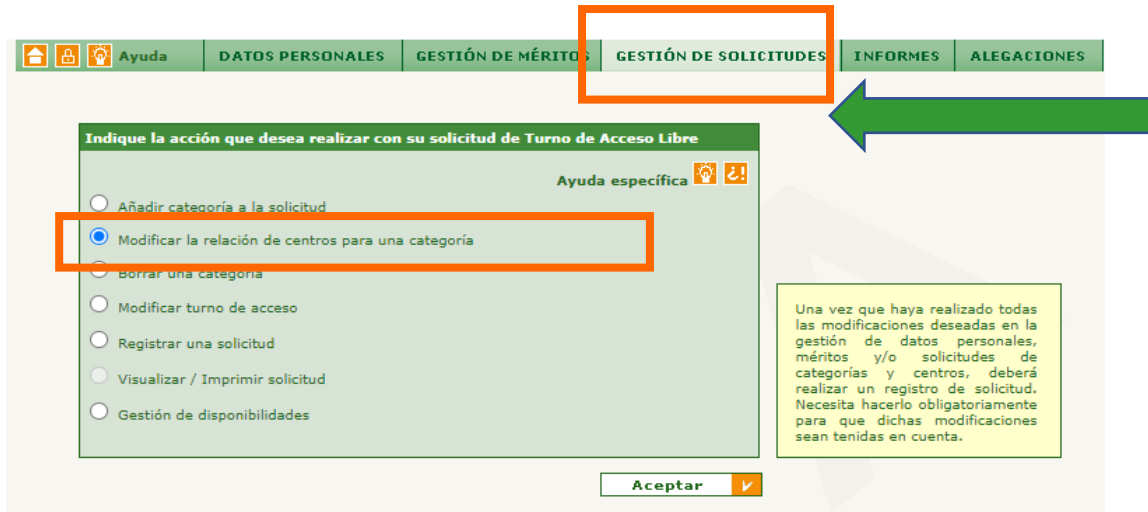 Ayuda DATOS PERSONALES GESTIÓN DE MÉRITOS GESTIÓN DE SOLICITUDES INFORMES ALEGACIONES
Indique la acción que desea realizar con su solicitud de Turno de Acceso Libre
Ayuda específica
Añadir categoría a la solicitud
Modificar la relación de centros para una categoría
Borrar una categoría
Modificar turno de acceso
Registrar una solicitud
Visualizar / Imprimir solicitud
Gestión de disponibilidades
Una vez que haya realizado todas
las modificaciones deseadas en la
gestión de datos personales,
méritos y/o solicitudes de
categorías y centros, deberá
realizar un registro de solicitud.
Necesita hacerlo obligatoriamente
para que dichas modificaciones
sean tenidas en cuenta.
Aceptar